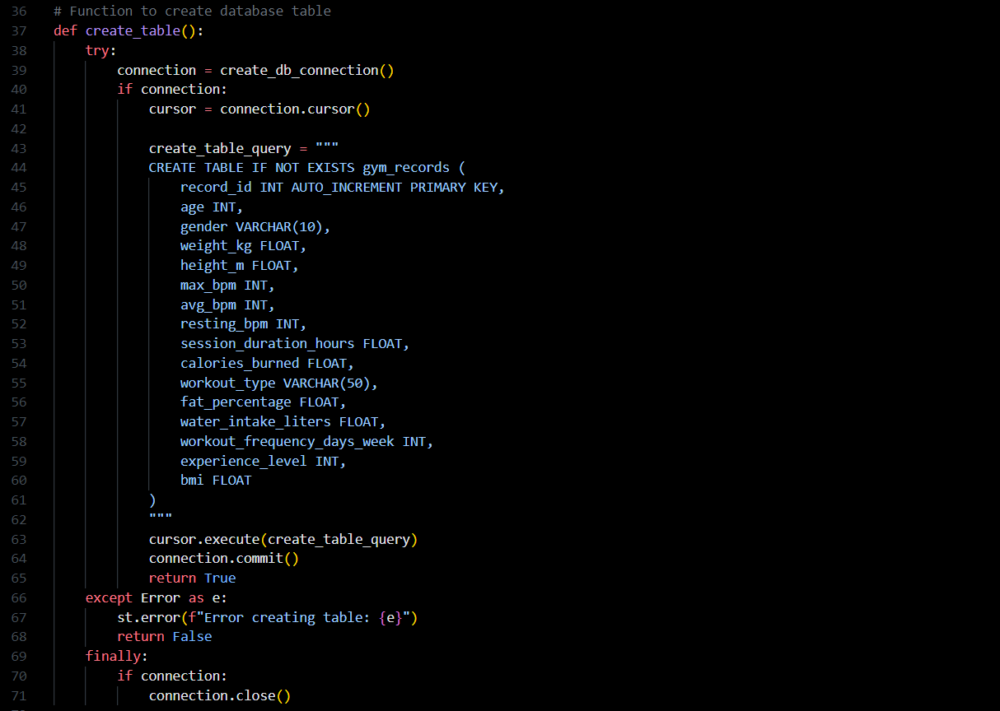 36 # Function to create database table
37 def create_table():
38     try:
39         connection = create_db_connection()
40         if connection:
41             cursor = connection.cursor()
42
43             create_table_query = """
44             CREATE TABLE IF NOT EXISTS gym_records (
45                 record_id INT AUTO_INCREMENT PRIMARY KEY,
46                 age INT,
47                 gender VARCHAR(10),
48                 weight_kg FLOAT,
49                 height_m FLOAT,
50                 max_bpm INT,
51                 avg_bpm INT,
52                 resting_bpm INT,
53                 session_duration_hours FLOAT,
54                 calories_burned FLOAT,
55                 workout_type VARCHAR(50),
56                 fat_percentage FLOAT,
57                 water_intake_liters FLOAT,
58                 workout_frequency_days_week INT,
59                 experience_level INT,
60                 bmi FLOAT
61             )
62             """
63             cursor.execute(create_table_query)
64             connection.commit()
65             return True
66     except Error as e:
67         st.error(f"Error creating table: {e}")
68         return False
69     finally:
70         if connection:
71             connection.close()